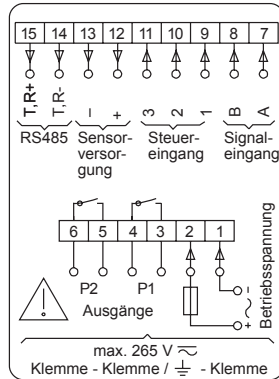 15 14 13 12 11 10 9 8 7
T,R+ T,R- – + 3 2 1 B A
RS485 Sensor- Steuer- Signal-
versor- eingang eingang
gung
6 5 4 3 2 1
P2 P1
Ausgänge
– ~ +
Betriebsspannung
max. 265 V
Klemme - Klemme / - Klemme